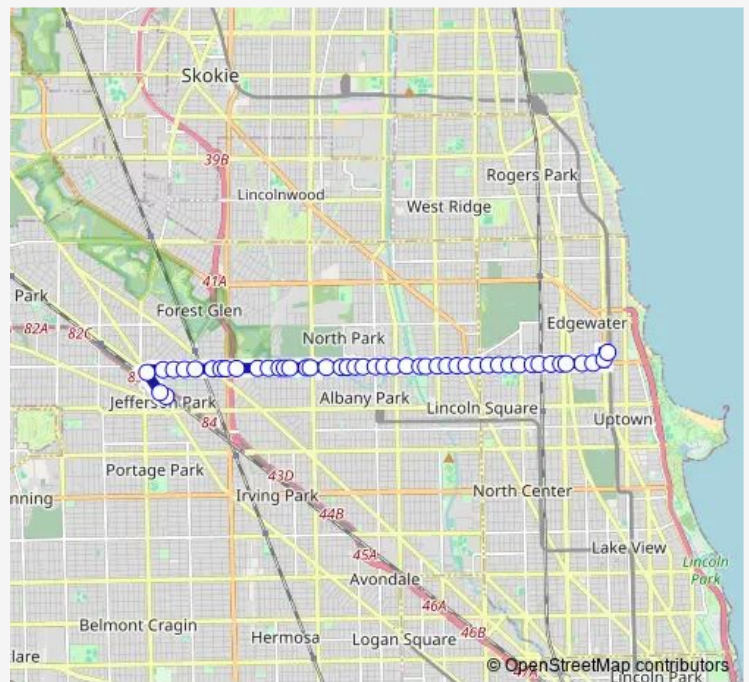 Skokie
39B
Rogers Park
Lincolnwood
West Ridge
41A
Park
Forest Glen
82A
82C
Edgewater
North Park
Jefferson Park
Albany Park
Lincoln Square
84
Uptown
Portage Park
43D
Irving Park
North Center
44B
Lake View
45A
Lincoln
Park
Avondale
46A
Belmont Cragin
46B
Hermosa
Logan Square
© OpenStreetMap contributors
Lincoln Park